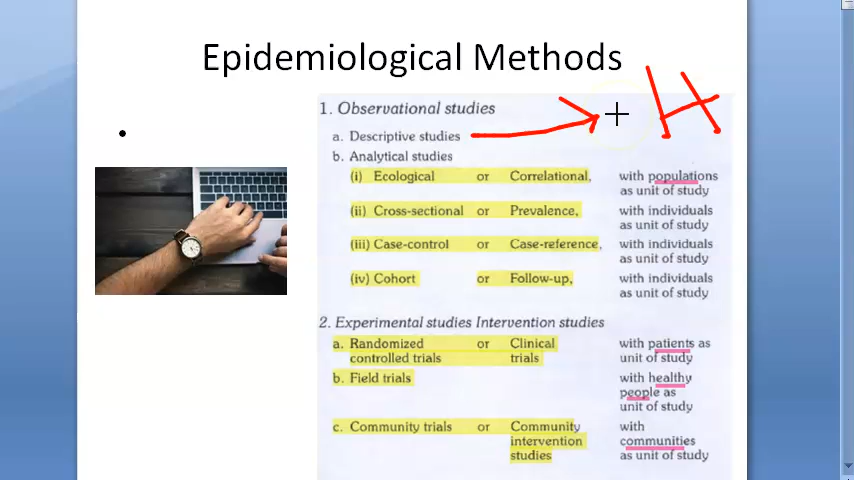 Epidemiological Methods
H
1. Observational studies
a. Descriptive studies
b. Analytical studies
(i) Ecological or Correlational, with populations
as unit of study
(ii) Cross-sectional or Prevalence, with individuals
as unit of study
(iii) Case-control or Case-reference, with individuals
as unit of study
(iv) Cohort or Follow-up, with individuals
as unit of study
2. Experimental studies Intervention studies
a. Randomized or Clinical with patients as
controlled trials trials unit of study
b. Field trials with healthy
people as
unit of study
c. Community trials or Community with
intervention communities
studies as unit of study